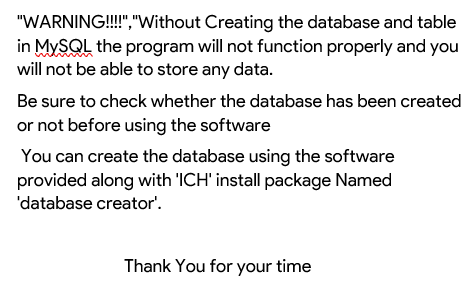 "WARNING!!!!","Without Creating the database and table
in MySQL the program will not function properly and you
will not be able to store any data.
Be sure to check whether the database has been created
or not before using the software
You can create the database using the software
provided along with 'ICH' install package Named
'database creator'.
Thank You for your time